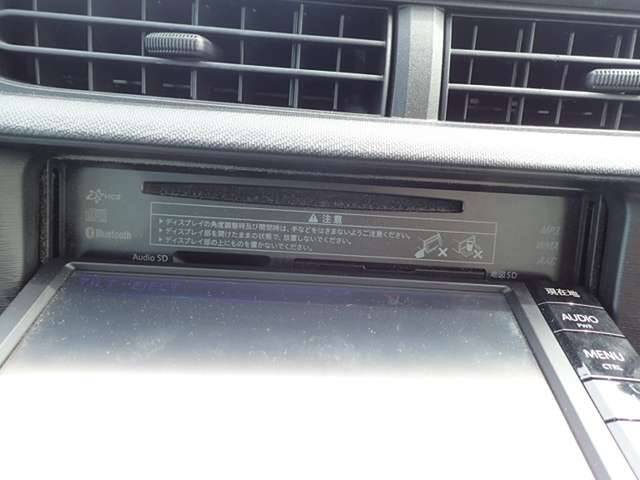 VICS
⚠ 注意
▶ディスプレイの角度調整時及び開閉時は、手などをはさまないようご注意ください。
▶ディスプレイ部を開けたままの状態で、放置しないでください。
▶ディスプレイ部の上にものを置かないでください。
Bluetooth
MP3
WMA
AAC
Audio SD
地図SD
現在地
AUDIO
PWR
MENU
CTRL